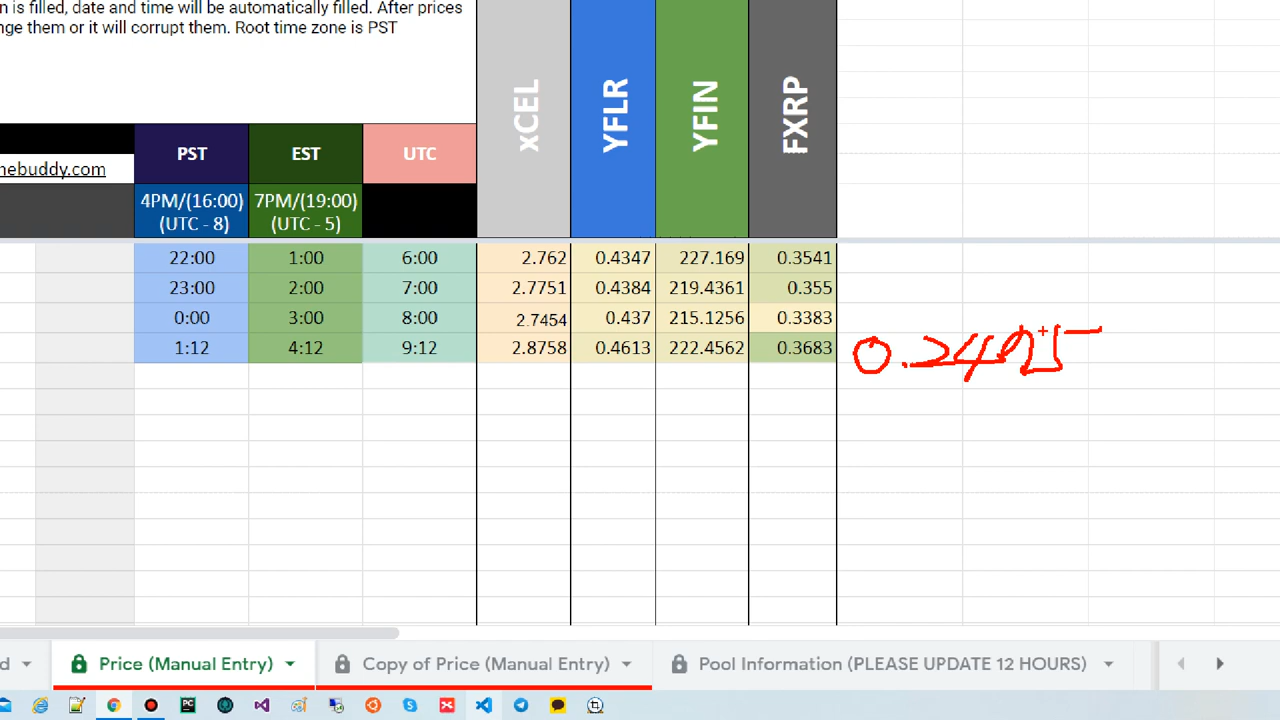 n is filled, date and time will be automatically filled. After prices
nge them or it will corrupt them. Root time zone is PST
xCEL YFLR YFIN FXRP
PST EST UTC
nebuddy.com
4PM/(16:00) 7PM/(19:00)
(UTC - 8) (UTC - 5)
22:00 1:00 6:00 2.762 0.4347 227.169 0.3541
23:00 2:00 7:00 2.7751 0.4384 219.4361 0.355
0:00 3:00 8:00 2.7454 0.437 215.1256 0.3383
1:12 4:12 9:12 2.8758 0.4613 222.4562 0.3683
d Price (Manual Entry) Copy of Price (Manual Entry) Pool Information (PLEASE UPDATE 12 HOURS)